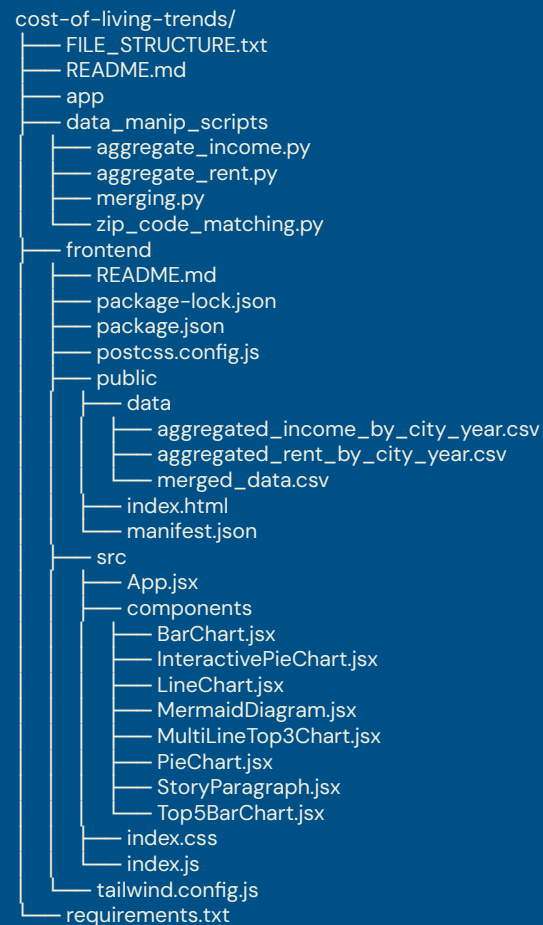 cost-of-living-trends/
├── FILE_STRUCTURE.txt
├── README.md
├── app
├── data_manip_scripts
│   ├── aggregate_income.py
│   ├── aggregate_rent.py
│   ├── merging.py
│   └── zip_code_matching.py
├── frontend
│   ├── README.md
│   ├── package-lock.json
│   ├── package.json
│   ├── postcss.config.js
│   ├── public
│   │   ├── data
│   │   │   ├── aggregated_income_by_city_year.csv
│   │   │   ├── aggregated_rent_by_city_year.csv
│   │   │   └── merged_data.csv
│   │   ├── index.html
│   │   └── manifest.json
│   ├── src
│   │   ├── App.jsx
│   │   ├── components
│   │   │   ├── BarChart.jsx
│   │   │   ├── InteractivePieChart.jsx
│   │   │   ├── LineChart.jsx
│   │   │   ├── MermaidDiagram.jsx
│   │   │   ├── MultiLineTop3Chart.jsx
│   │   │   ├── PieChart.jsx
│   │   │   ├── StoryParagraph.jsx
│   │   │   └── Top5BarChart.jsx
│   │   ├── index.css
│   │   └── index.js
│   └── tailwind.config.js
└── requirements.txt